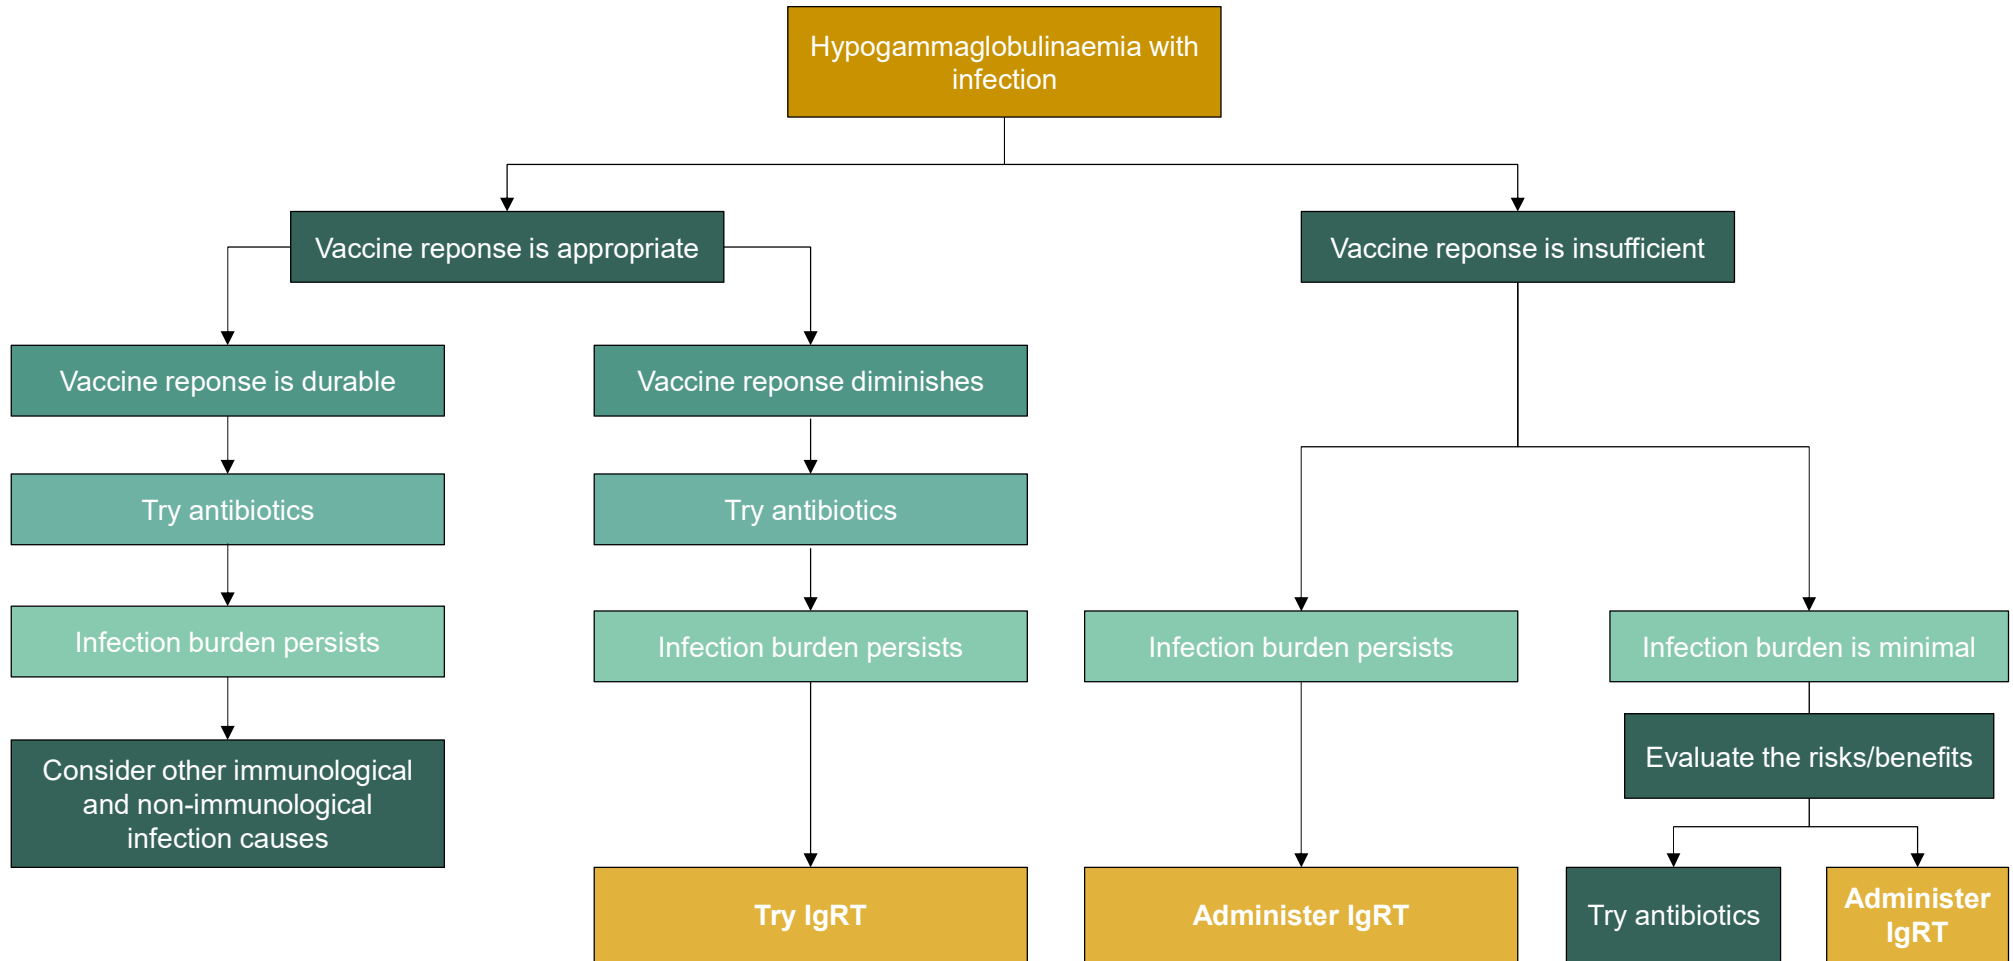 Hypogammaglobulinaemia with
infection
Vaccine reponse is appropriate
Vaccine reponse is insufficient
Vaccine reponse is durable
Vaccine reponse diminishes
Try antibiotics
Try antibiotics
Infection burden persists
Infection burden persists
Infection burden persists
Infection burden is minimal
Consider other immunological
and non-immunological
infection causes
Evaluate the risks/benefits
Try IgRT
Administer IgRT
Try antibiotics
Administer
IgRT